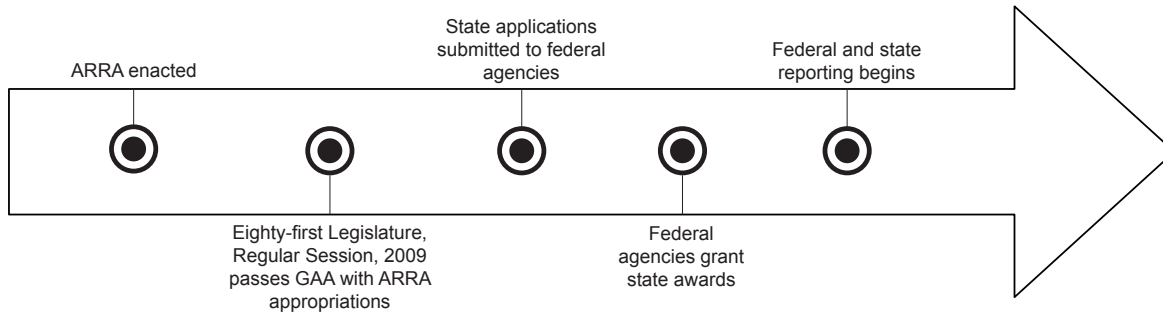 ARRA enacted
Eighty-first Legislature,
Regular Session, 2009
passes GAA with ARRA
appropriations
State applications
submitted to federal
agencies
Federal
agencies grant
state awards
Federal and state
reporting begins